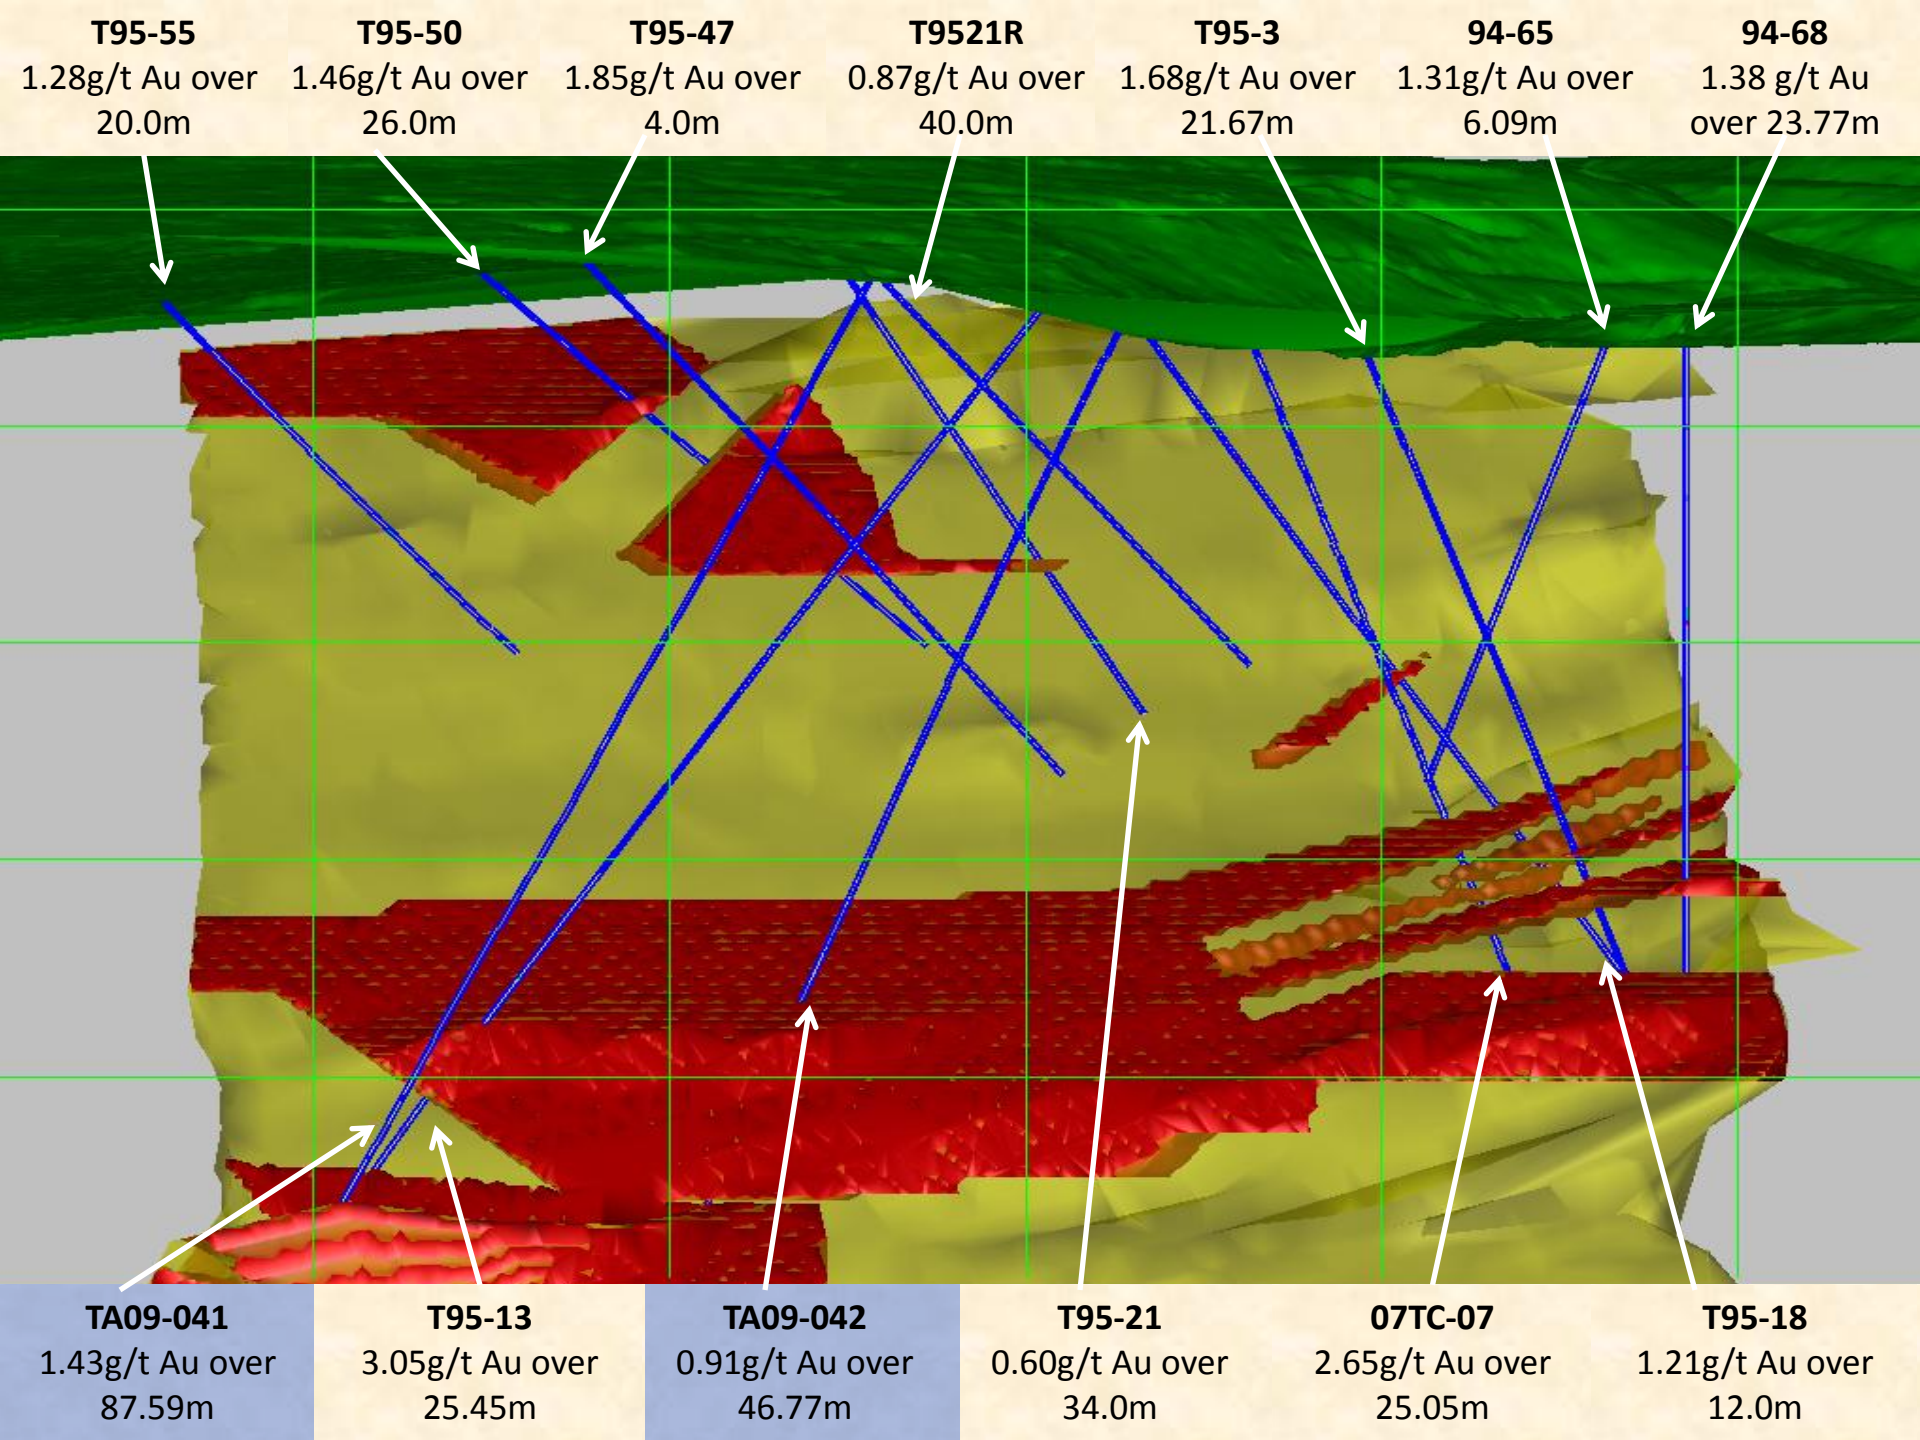 T95-55
1.28g/t Au over
20.0m
T95-50
1.46g/t Au over
26.0m
T95-47
1.85g/t Au over
4.0m
T9521R
0.87g/t Au over
40.0m
T95-3
1.68g/t Au over
21.67m
94-65
1.31g/t Au over
6.09m
94-68
1.38 g/t Au
over 23.77m
TA09-041
1.43g/t Au over
87.59m
T95-13
3.05g/t Au over
25.45m
TA09-042
0.91g/t Au over
46.77m
T95-21
0.60g/t Au over
34.0m
07TC-07
2.65g/t Au over
25.05m
T95-18
1.21g/t Au over
12.0m